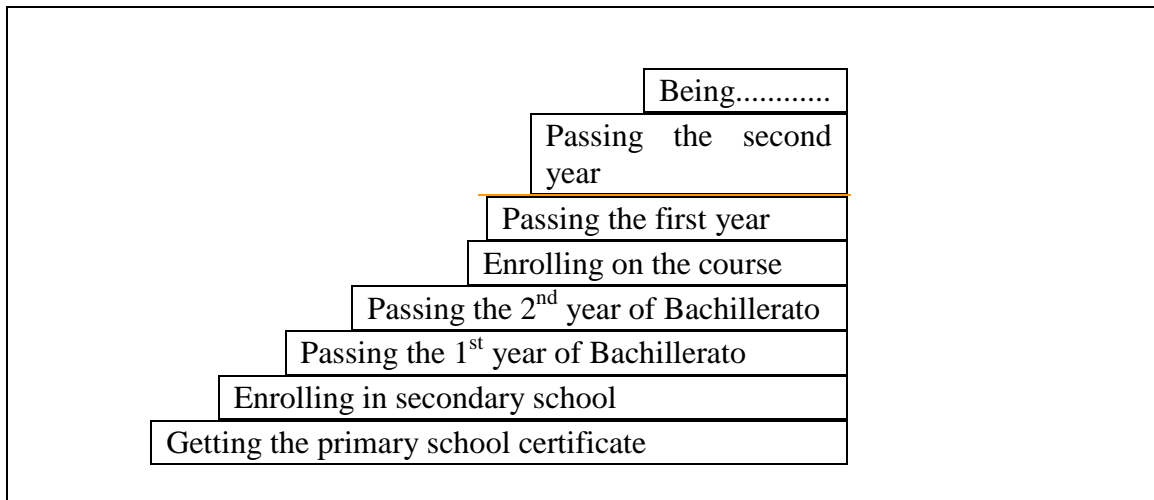 Being............
Passing the second
year
Passing the first year
Enrolling on the course
Passing the 2nd year of Bachillerato
Passing the 1st year of Bachillerato
Enrolling in secondary school
Getting the primary school certificate